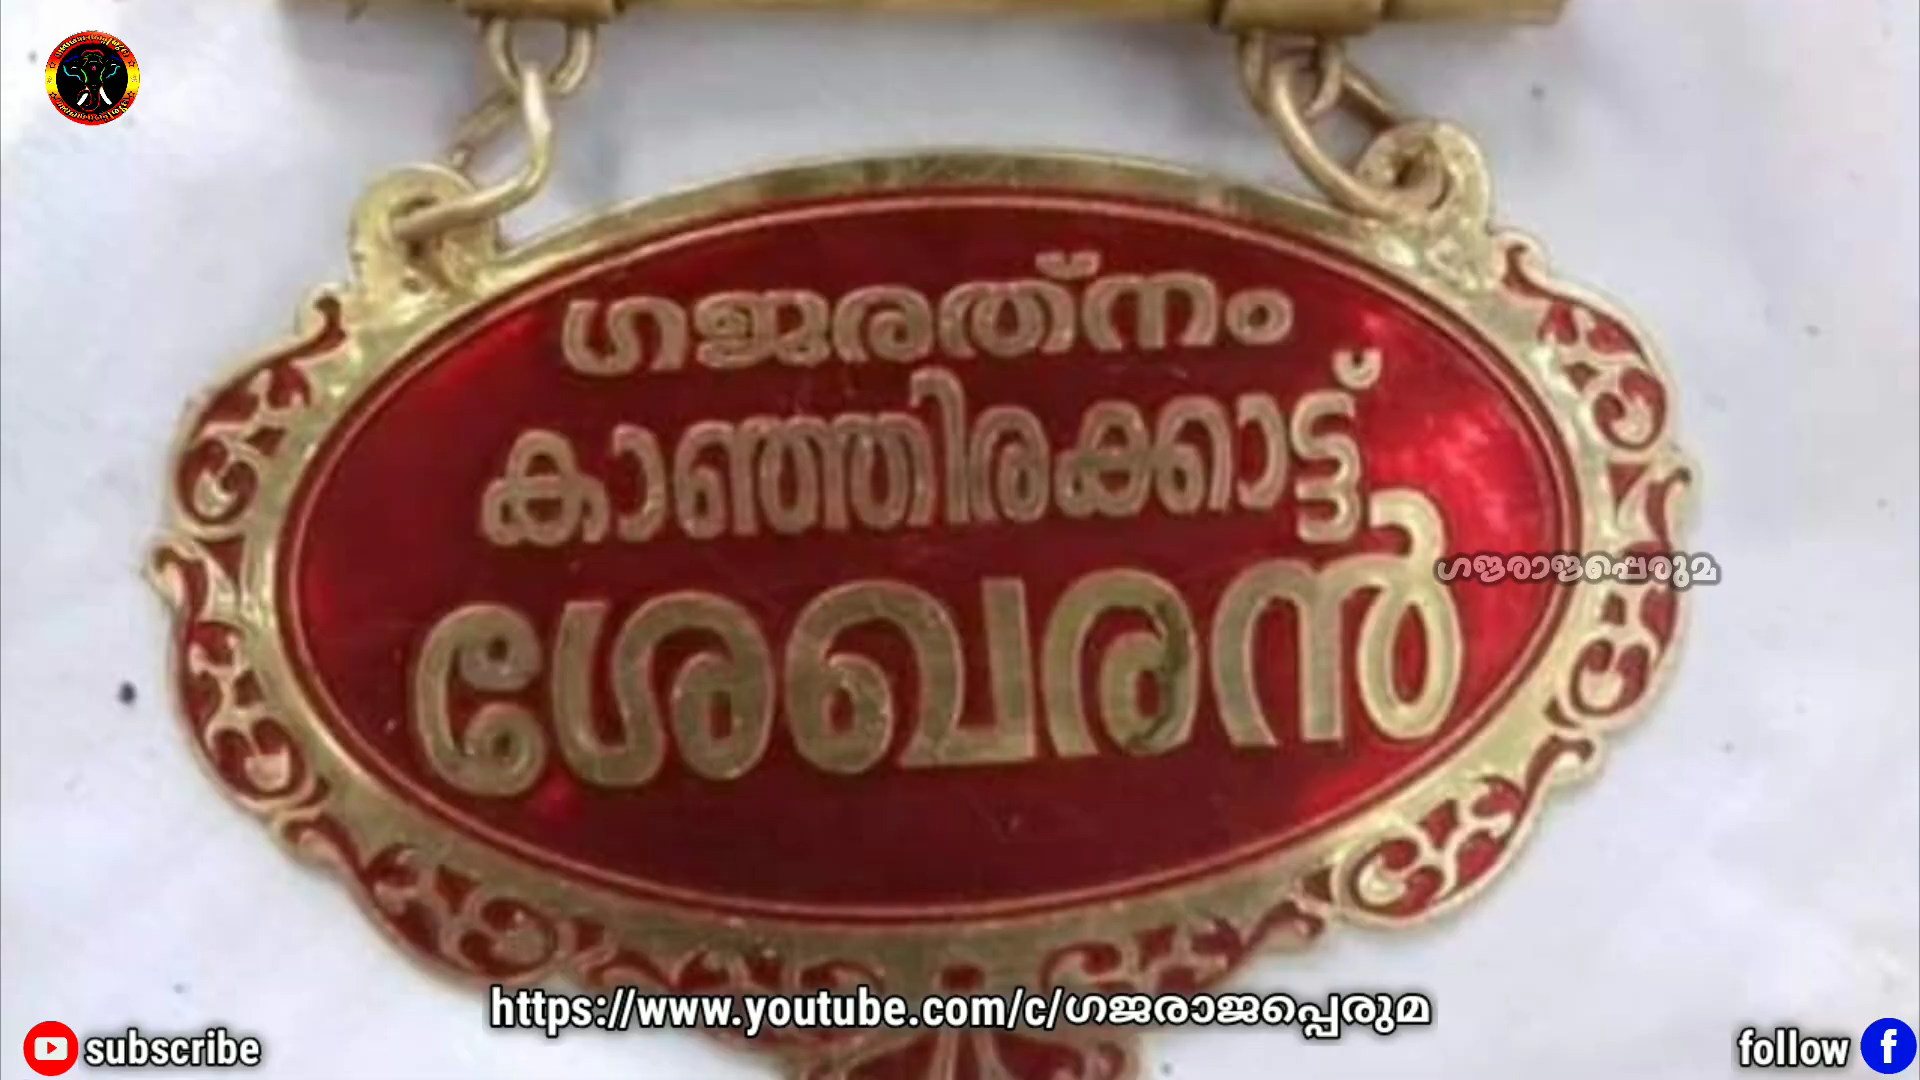 ഗജരത്നം
കാഞ്ഞിരക്കാട്ട്
ശേഖരൻ
ഗജരാജപ്പെരുമ
https://www.youtube.com/c/ഗജരാജപ്പെരുമ
subscribe
follow